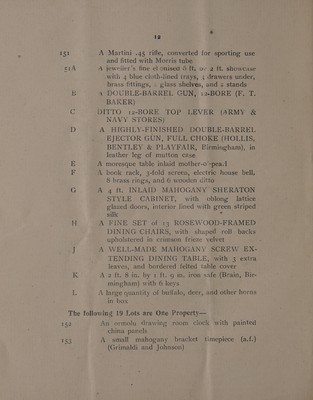 12
151 A Martini .45 rifle, converted for sporting use
and fitted with Morris tube
51A A jeweller's fine ebonised 6 ft. by 2 ft. showcase
with 4 blue cloth-lined trays, 4 drawers under,
brass fittings, glass shelves, and 2 stands
B A DOUBLE-BARREL GUN, 12-BORE (F. T.
BAKER)
C DITTO 12-BORE TOP LEVER (ARMY &
NAVY STORES)
D A HIGHLY-FINISHED DOUBLE-BARREL
EJECTOR GUN, FULL CHOKE (HOLLIS,
BENTLEY & PLAYFAIR, Birmingham), in
leather leg of mutton case
E A moresque table inlaid mother-o'-pearl
F A book rack, 3-fold screen, electric house bell,
8 brass rings, and 6 wooden ditto
G A 4 ft. INLAID MAHOGANY SHERATON
STYLE CABINET, with oblong lattice
glazed doors, interior lined with green striped
silk
H A FINE SET of 13 ROSEWOOD-FRAMED
DINING CHAIRS, with shaped roll backs
upholstered in crimson frieze velvet
J A WELL-MADE MAHOGANY SCREW EX-
TENDING DINING TABLE, with 3 extra
leaves, and bordered felted table cover
K A 2 ft. 8 in. by 1 ft. 9 in. iron safe (Brain, Bir-
mingham) with 6 keys
L A large quantity of buffalo, deer, and other horns
in box
The following 19 Lots are One Property—
152 An ormolu drawing room clock with painted
china panels
153 A small mahogany bracket timepiece (a.f.)
(Grimaldi and Johnson)